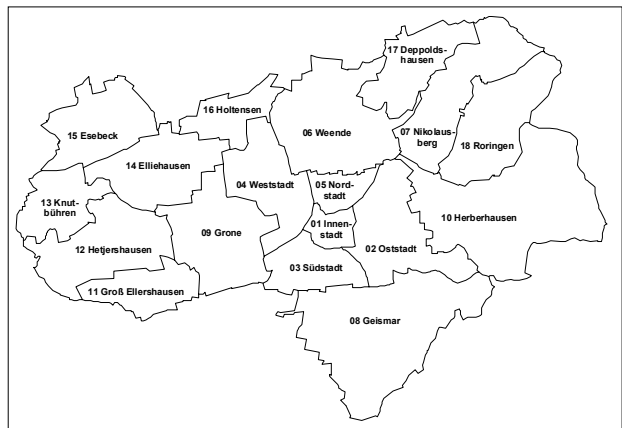 17 Deppolds-
hausen
16 Holtensen
06 Weende
07 Nikolaus-
berg
15 Esebeck
18 Roringen
14 Elliehausen
04 Weststadt
05 Nord-
stadt
13 Knut-
bühren
10 Herberhausen
01 Innen-
stadt
09 Grone
12 Hetjershausen
02 Oststadt
03 Südstadt
11 Groß Ellershausen
08 Geismar